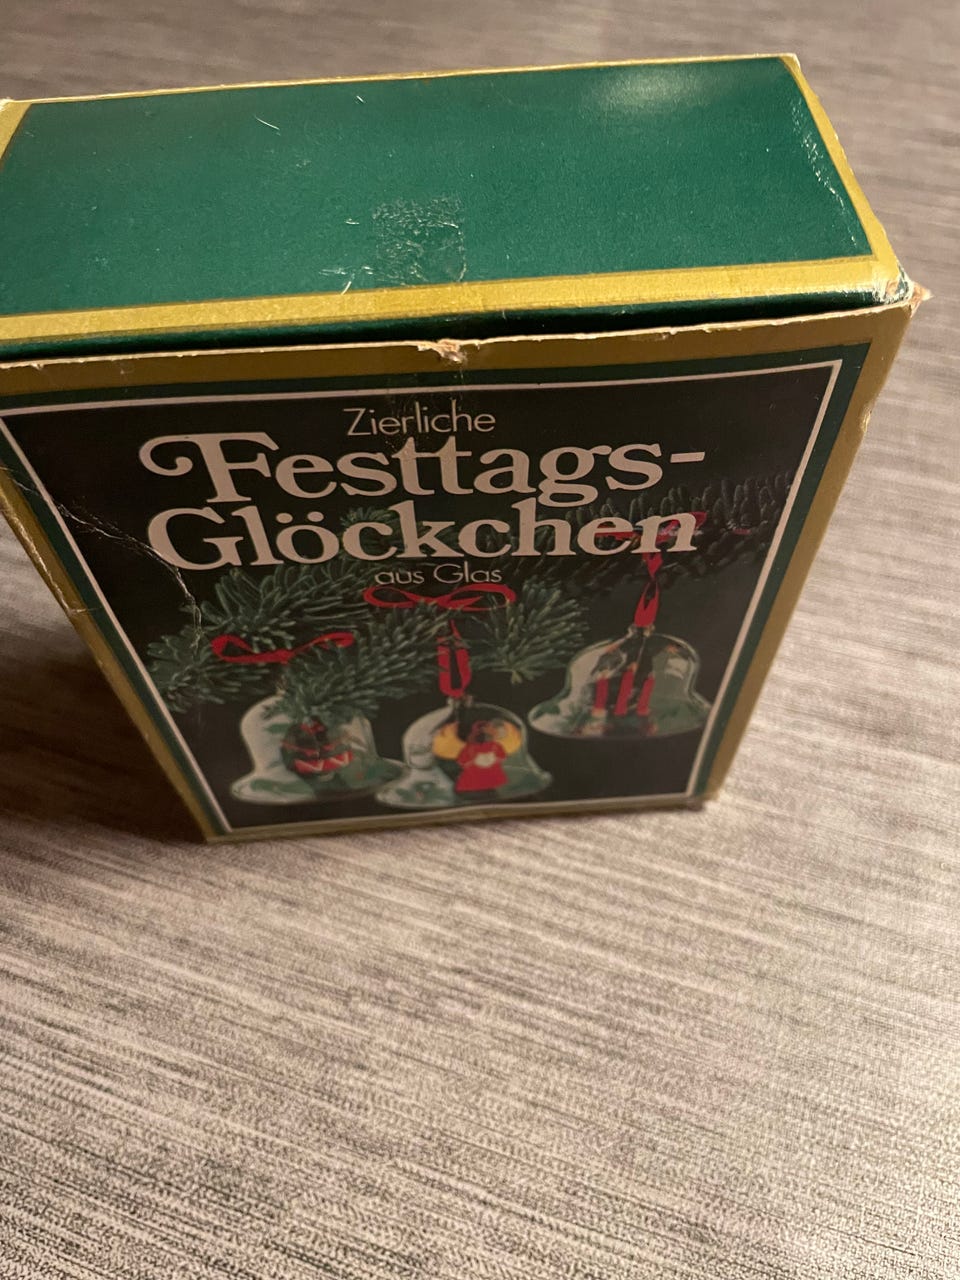 Zierliche
Festtags-
Glöckchen
aus Glas